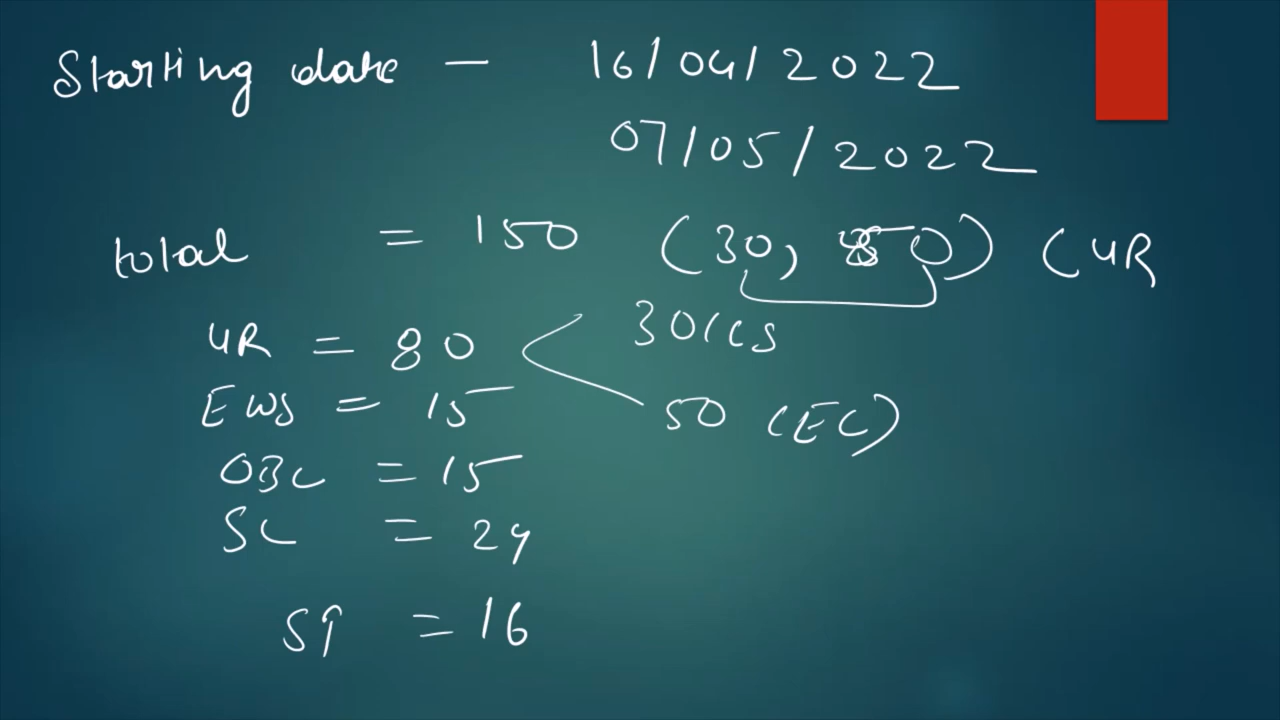 Starting date - 16/04/2022
07/05/2022
total = 150 (30, 50) (UR
UR = 80 30(CS
50 (EC)
EWS = 15
OBC = 15
SC = 24
ST = 16